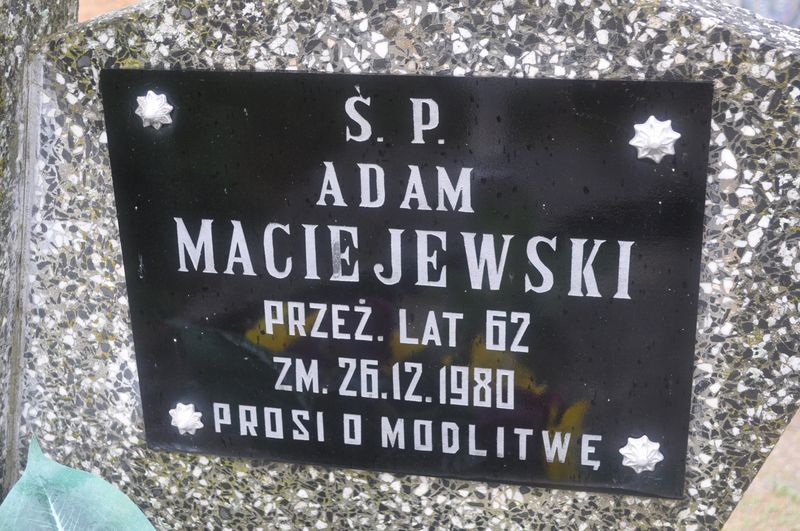 Ś. P.
ADAM
MACIEJEWSKI
PRZEŻ. LAT 62
ZM. 26.12.1980
PROSI O MODLITWĘ